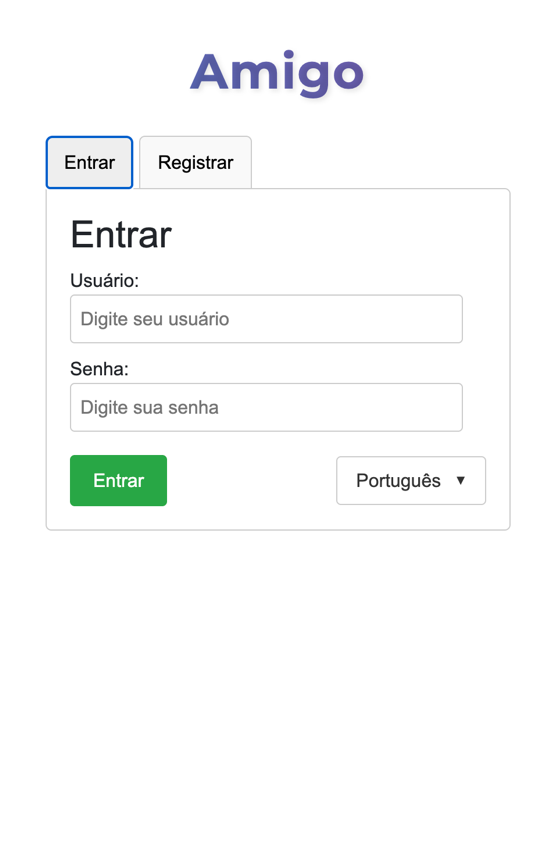 Amigo
Entrar
Registrar
Entrar
Usuário:
Digite seu usuário
Senha:
Digite sua senha
Entrar
Português ▼